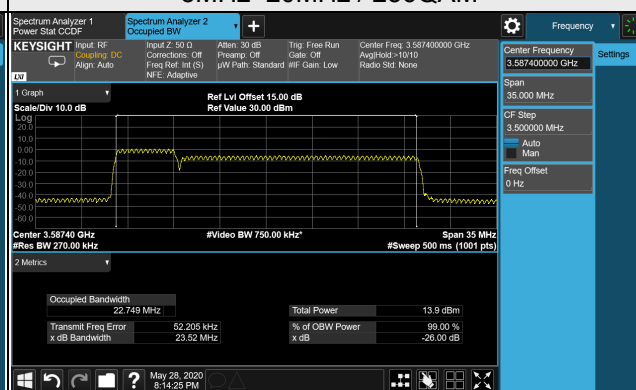 Spectrum Analyzer 1
Power Stat CCDF
Spectrum Analyzer 2
Occupied BW
Frequency
KEYSIGHT
Input: RF
Coupling: DC
Align: Auto
Input Z: 50 Ω
Corrections: Off
Freq Ref: Int (S)
NFE: Adaptive
Atten: 30 dB
Preamp: Off
µW Path: Standard
Trig: Free Run
Gate: Off
#IF Gain: Low
Center Freq: 3.587400000 GHz
Avg|Hold:>10/10
Radio Std: None
LXI
Center Frequency
3.587400000 GHz
Settings
Span
35.000 MHz
CF Step
3.500000 MHz
Auto
Man
Freq Offset
0 Hz
1 Graph
Scale/Div 10.0 dB
Ref Lvl Offset 15.00 dB
Ref Value 30.00 dBm
Log
20.0
10.0
0.00
-10.0
-20.0
-30.0
-40.0
-50.0
-60.0
Center 3.58740 GHz
#Res BW 270.00 kHz
#Video BW 750.00 kHz*
Span 35 MHz
#Sweep 500 ms (1001 pts)
2 Metrics
Occupied Bandwidth
22.749 MHz
Total Power 13.9 dBm
Transmit Freq Error 52.205 kHz
% of OBW Power 99.00 %
x dB Bandwidth 23.52 MHz
x dB -26.00 dB
May 28, 2020
8:14:25 PM